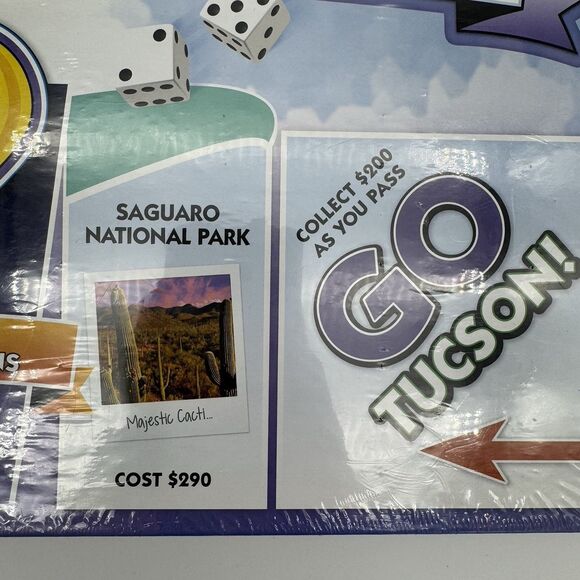 SAGUARO
NATIONAL PARK
Majestic Cacti...
COST $290
COLLECT $200
AS YOU PASS
GO
TUCSON!